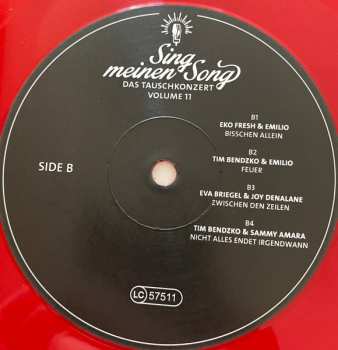 Sing
meinen Song
DAS TAUSCHKONZERT
VOLUME 11
SIDE B
B1
EKO FRESH & EMILIO
BISSCHEN ALLEIN
B2
TIM BENDZKO & EMILIO
FEUER
B3
EVA BRIEGEL & JOY DENALANE
ZWISCHEN DEN ZEILEN
B4
TIM BENDZKO & SAMMY AMARA
NICHT ALLES ENDET IRGENDWANN
LC 57511